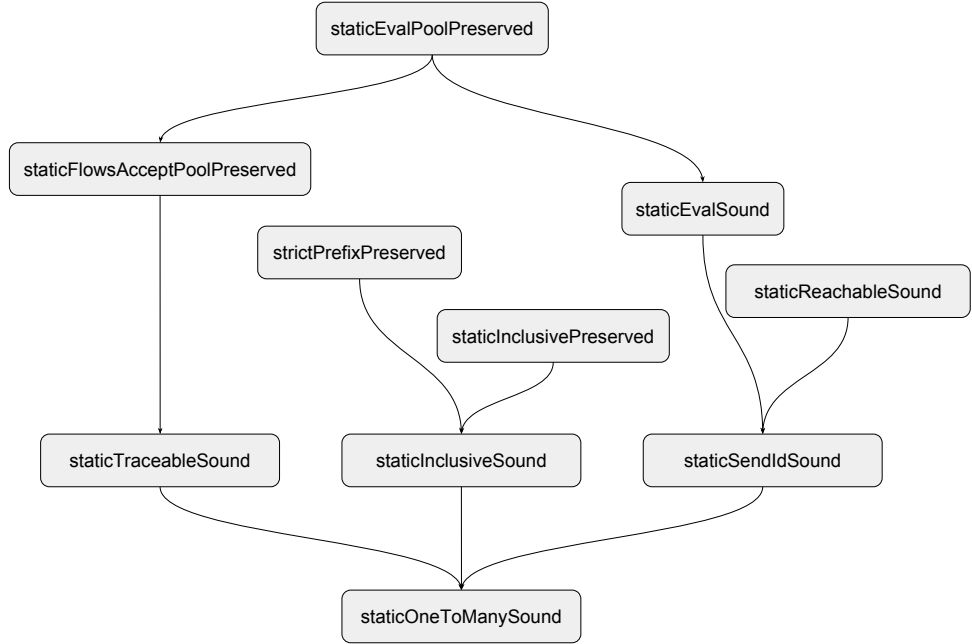 staticEvalPoolPreserved
staticFlowsAcceptPoolPreserved
staticEvalSound
strictPrefixPreserved
staticReachableSound
staticInclusivePreserved
staticTraceableSound
staticInclusiveSound
staticSendIdSound
staticOneToManySound